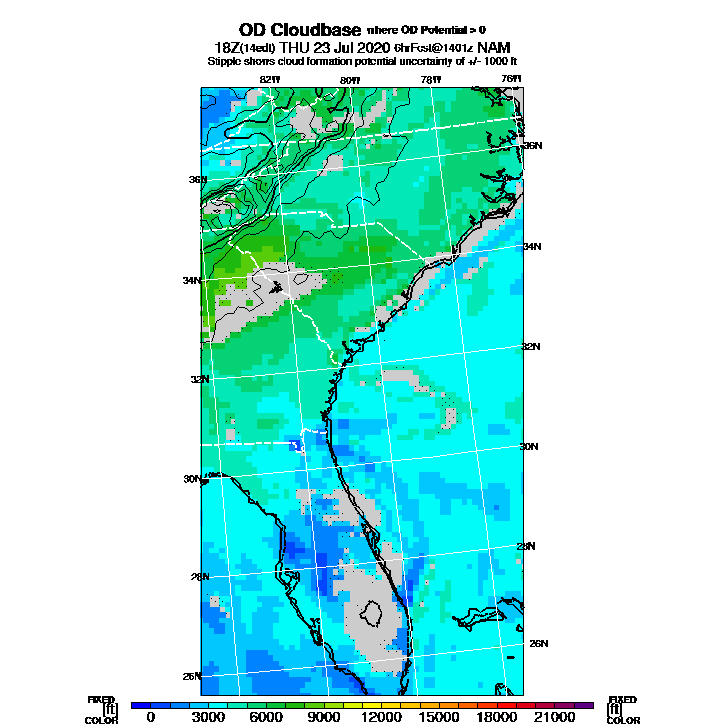 OD Cloudbase where OD Potential > 0
18Z(14edt) THU 23 Jul 2020 6hrFcst@1401z NAM
Stipple shows cloud formation potential uncertainty of +/- 1000 ft
82W 80W 78W 76W
36N
36N
34N
34N
32N
32N
30N
30N
28N
28N
26N
26N
FIXED FIXED
[ft] [ft]
COLOR COLOR
0 3000 6000 9000 12000 15000 18000 21000